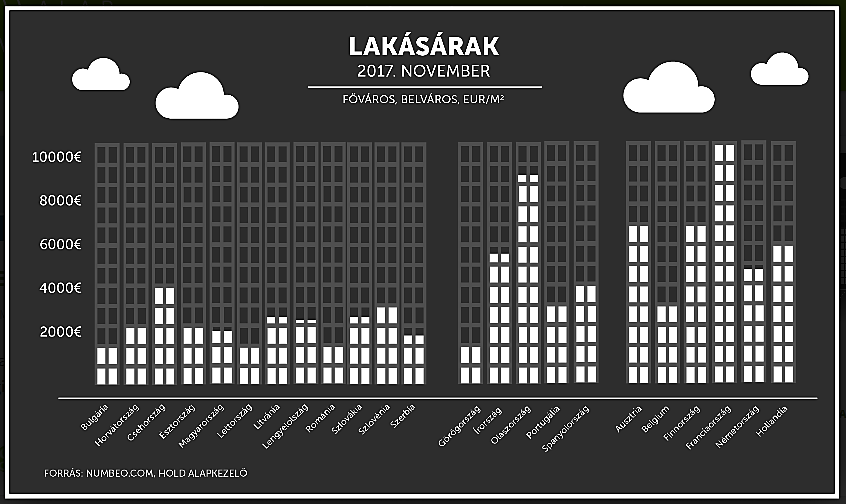 LAKÁSÁRAK
2017. NOVEMBER
FŐVÁROS, BELVÁROS, EUR/M²
10000€
8000€
6000€
4000€
2000€
Bulgária
Horvátország
Csehország
Észtország
Magyarország
Lettország
Litvánia
Lengyelország
Románia
Szlovákia
Szlovénia
Szerbia
Görögország
Írország
Olaszország
Portugália
Spanyolország
Ausztria
Belgium
Finnország
Franciaország
Németország
Hollandia
FORRÁS: NUMBEO.COM, HOLD ALAPKEZELŐ